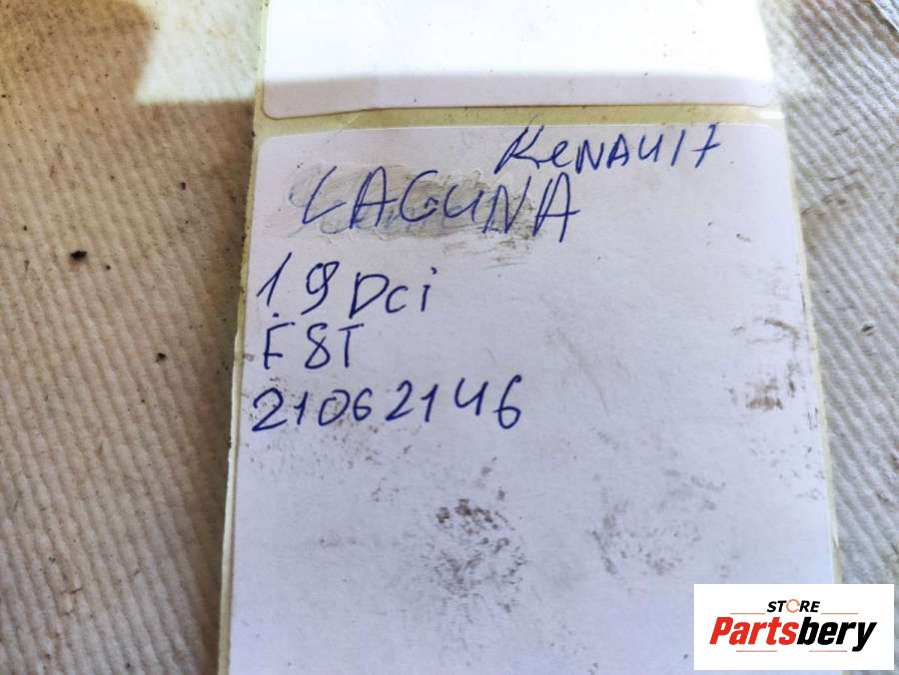 Renault
LAGUNA
1.9 Dci
F8T
21062146
STORE
Partsbery